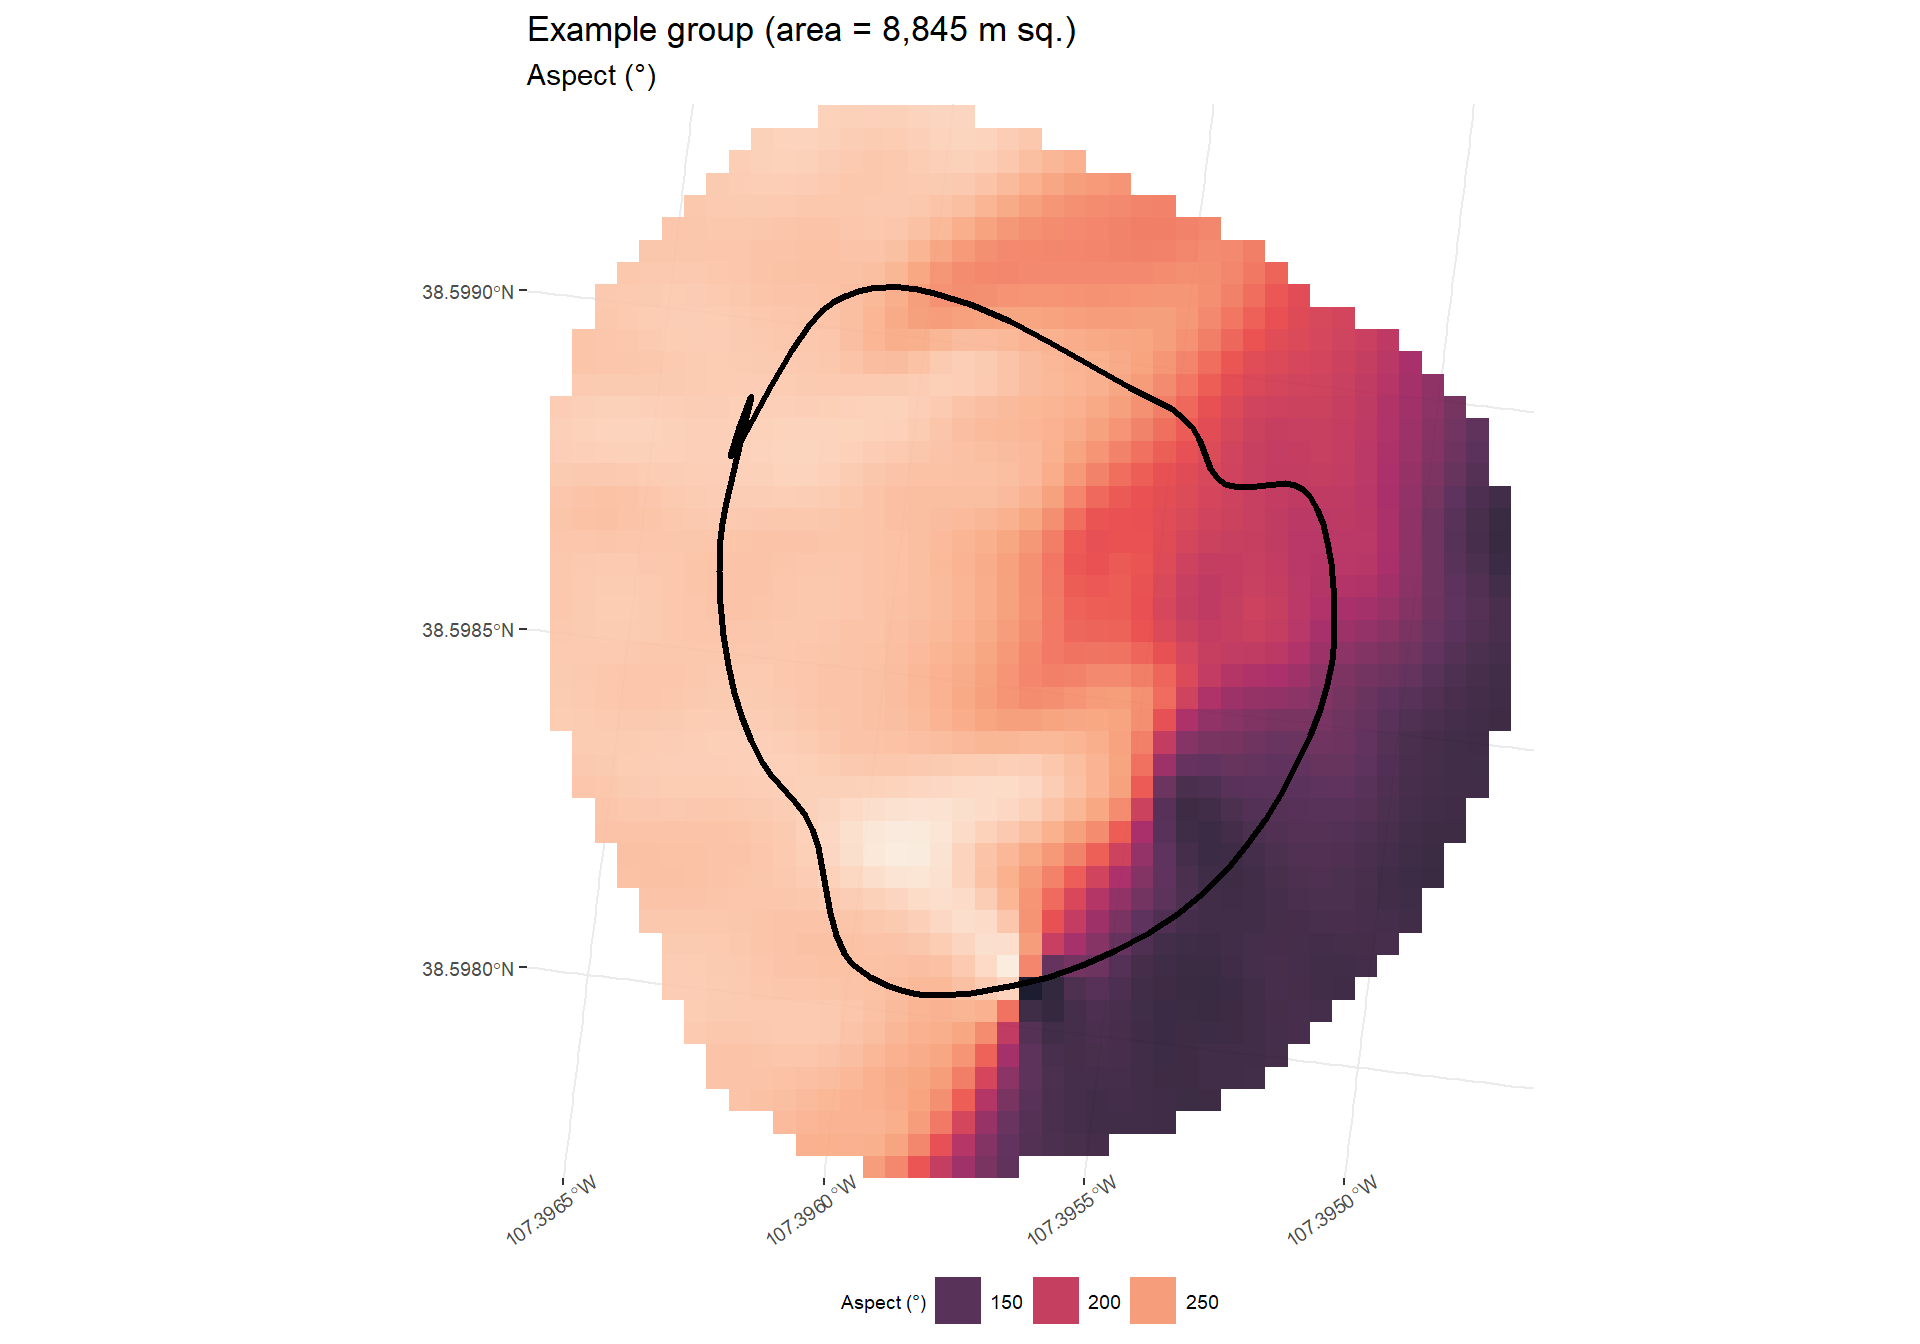 Example group (area = 8,845 m sq.)
Aspect (°)
38.5990°N
38.5985°N
38.5980°N
107.3965°W
107.3960°W
107.3955°W
107.3950°W
Aspect (°) 150 200 250